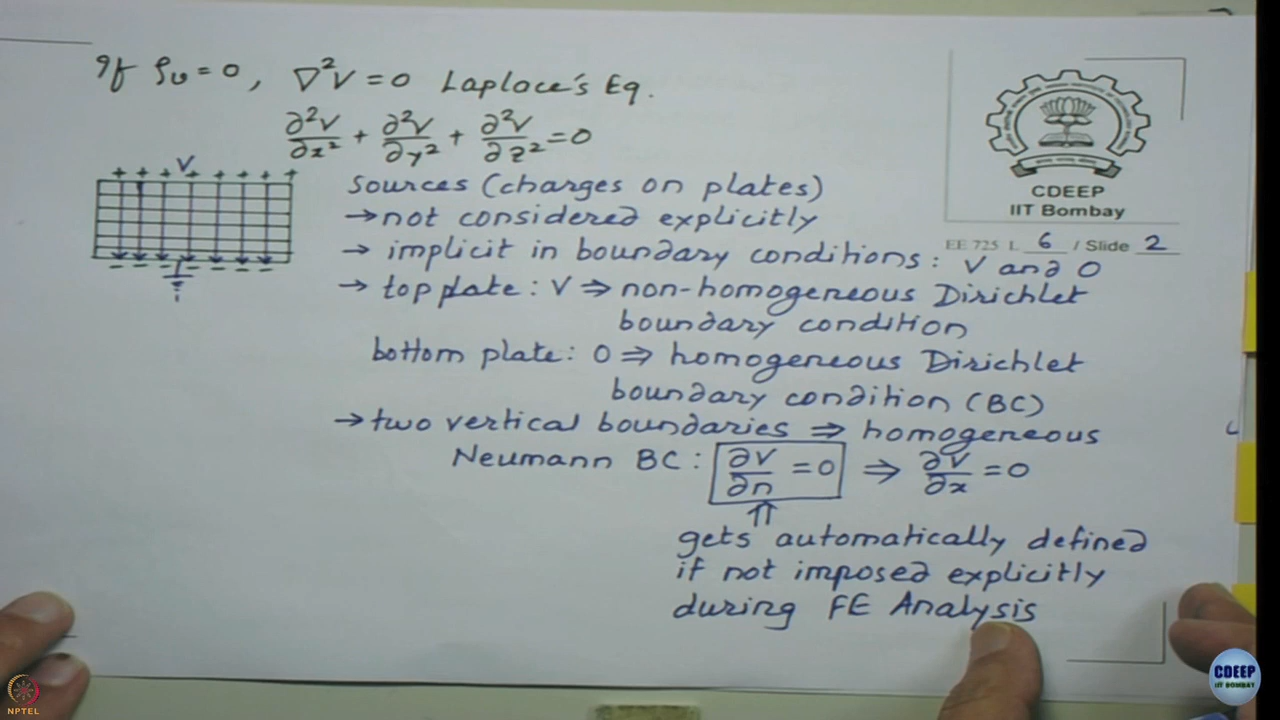 If ρv = 0, ∇²V = 0 Laplace's Eq.
∂²V/∂x² + ∂²V/∂y² + ∂²V/∂z² = 0
+ + + V + + + + +
- - - - - - -
sources (charges on plates)
→ not considered explicitly
→ implicit in boundary conditions: V and 0
→ top plate: V ⇒ non-homogeneous Dirichlet
boundary condition
bottom plate: 0 ⇒ homogeneous Dirichlet
boundary condition (BC)
→ two vertical boundaries ⇒ homogeneous
Neumann BC: ∂V/∂n = 0 ⇒ ∂V/∂x = 0
⇑
gets automatically defined
if not imposed explicitly
during FE Analysis
CDEEP
IIT Bombay
EE 725 L 6 / Slide 2
NPTEL
CDEEP
IIT BOMBAY